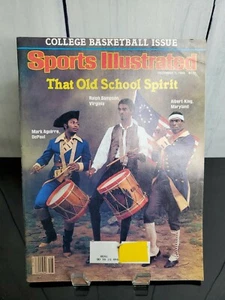 COLLEGE BASKETBALL ISSUE
Sports Illustrated
That Old School Spirit
Ralph Sampson,
Virginia
Albert King,
Maryland
Mark Aguirre,
DePaul